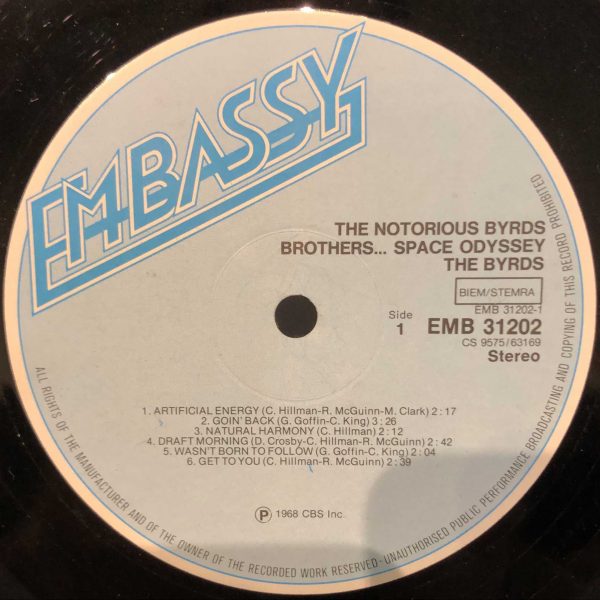 EMBASSY
THE NOTORIOUS BYRDS
BROTHERS... SPACE ODYSSEY
THE BYRDS
BIEM/STEMRA
EMB 31202-1
Side
1
EMB 31202
CS 9575/63169
Stereo
1. ARTIFICIAL ENERGY (C. Hillman-R. McGuinn-M. Clark) 2 : 17
2. GOIN' BACK (G. Goffin-C. King) 3 : 26
3. NATURAL HARMONY (C. Hillman) 2 : 12
4. DRAFT MORNING (D. Crosby-C. Hillman-R. McGuinn) 2 : 42
5. WASN'T BORN TO FOLLOW (G. Goffin-C. King) 2 : 04
6. GET TO YOU (C. Hillman-R. McGuinn) 2 : 39
Ⓟ 1968 CBS Inc.
ALL RIGHTS OF THE MANUFACTURER AND OF THE OWNER OF THE RECORDED WORK RESERVED - UNAUTHORISED PUBLIC PERFORMANCE BROADCASTING AND COPYING OF THIS RECORD PROHIBITED